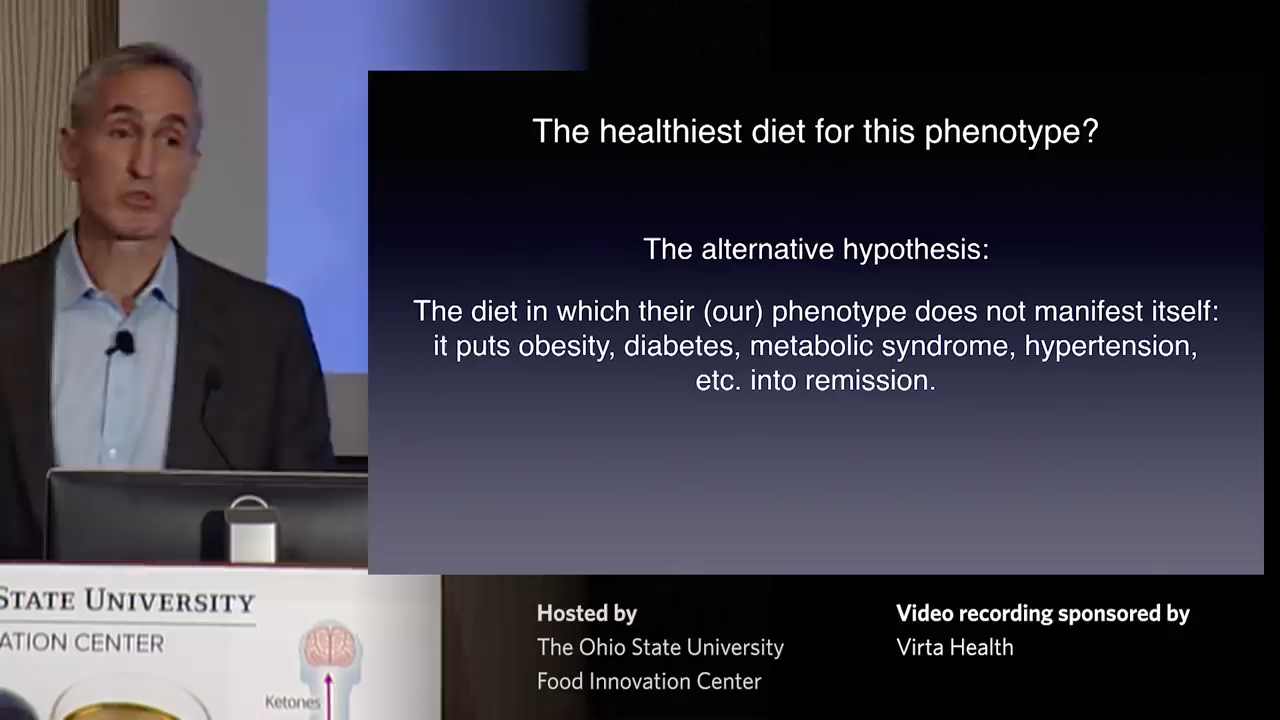 The healthiest diet for this phenotype?
The alternative hypothesis:
The diet in which their (our) phenotype does not manifest itself:
it puts obesity, diabetes, metabolic syndrome, hypertension,
etc. into remission.
STATE UNIVERSITY
ATION CENTER
Ketones
Hosted by
The Ohio State University
Food Innovation Center
Video recording sponsored by
Virta Health